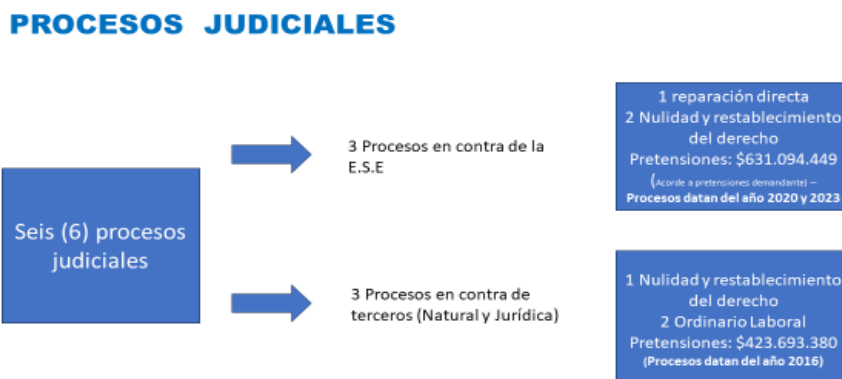 PROCESOS JUDICIALES
Seis (6) procesos
judiciales
3 Procesos en contra de la
E.S.E
1 reparación directa
2 Nulidad y restablecimiento
del derecho
Pretensiones: $631.094.449
(Acorde a pretensiones demandante) –
Procesos datan del año 2020 y 2023
3 Procesos en contra de
terceros (Natural y Jurídica)
1 Nulidad y restablecimiento
del derecho
2 Ordinario Laboral
Pretensiones: $423.693.380
(Procesos datan del año 2016)